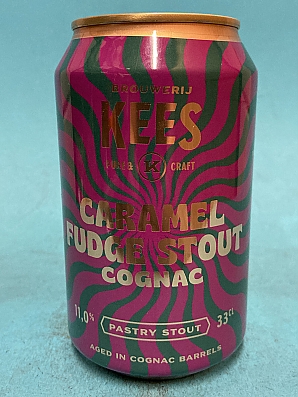 BROUWERIJ
KEES
PURE & K CRAFT
CARAMEL
FUDGE STOUT
COGNAC
11,0% PASTRY STOUT 33CL
AGED IN COGNAC BARRELS